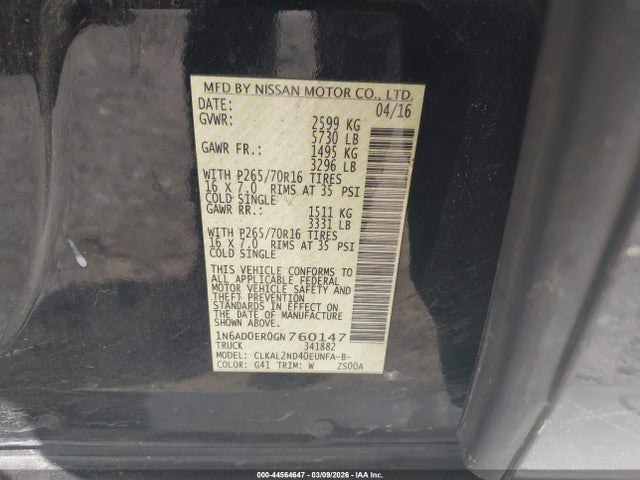 MFD BY NISSAN MOTOR CO., LTD.
DATE: 04/16
GVWR: 2599 KG
5730 LB
GAWR FR.: 1495 KG
3296 LB
WITH P265/70R16 TIRES
16 X 7.0 RIMS AT 35 PSI
COLD SINGLE
GAWR RR.: 1511 KG
3331 LB
WITH P265/70R16 TIRES
16 X 7.0 RIMS AT 35 PSI
COLD SINGLE
THIS VEHICLE CONFORMS TO
ALL APPLICABLE FEDERAL
MOTOR VEHICLE SAFETY AND
THEFT PREVENTION
STANDARDS IN EFFECT ON
THE DATE OF MANUFACTURE
SHOWN ABOVE.
1N6AD0ER0GN760147
TRUCK 341882
MODEL: CLKAL2ND40EUNFA-B-
COLOR: G41 TRIM: W ZS00A
000-44564647 | 03/09/2026 | IAA Inc.